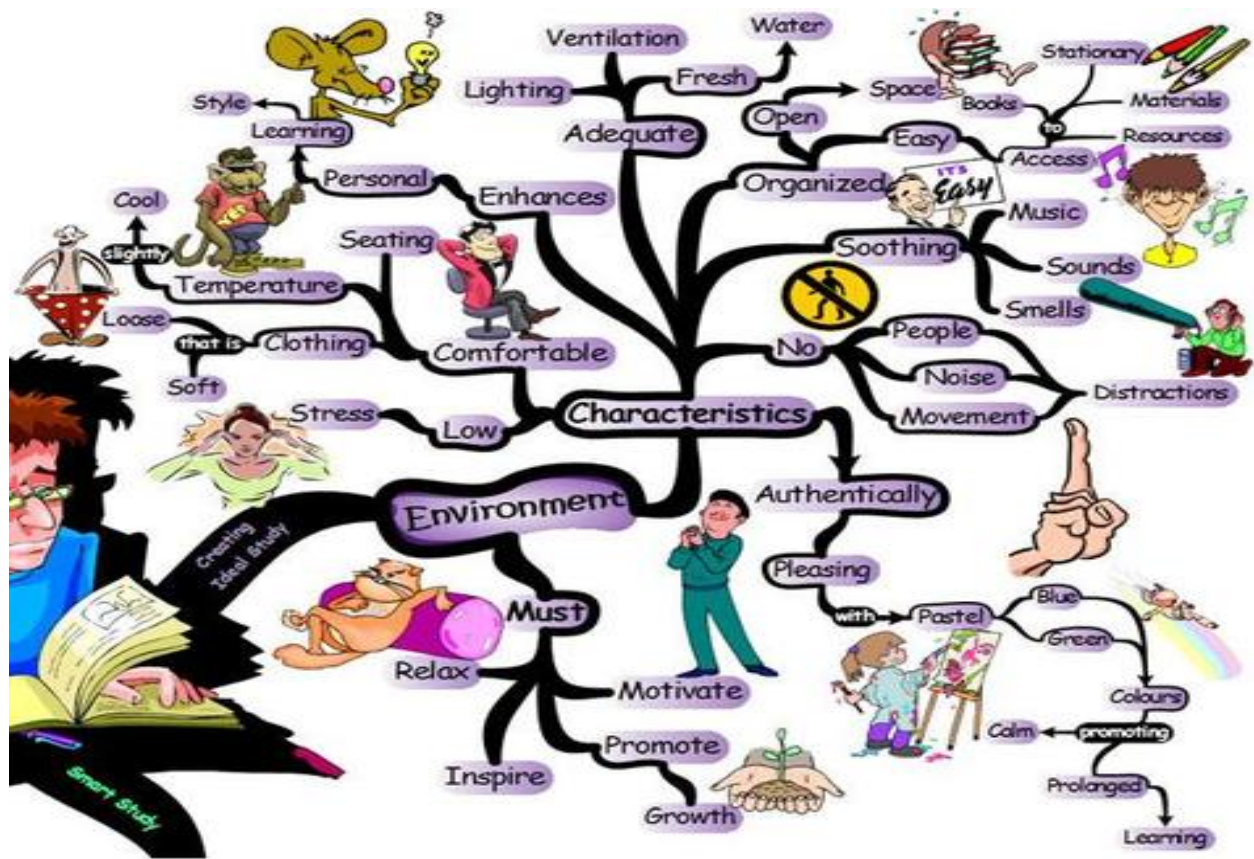 Creating
Ideal Study
Environment
Must
Relax
Inspire
Motivate
Promote
Growth
Characteristics
Low
Stress
Comfortable
Seating
Temperature
slightly
Cool
Clothing
that is
Loose
Soft
Enhances
Personal
Learning
Style
Adequate
Lighting
Ventilation
Fresh
Water
Organized
Open
Space
Easy
Access
to
Books
Stationary
Materials
Resources
IT'S
Easy
Soothing
Music
Sounds
Smells
No
People
Noise
Movement
Distractions
Authentically
Pleasing
with
Pastel
Blue
Green
Colours
promoting
Calm
Prolonged
Learning
Smart Study